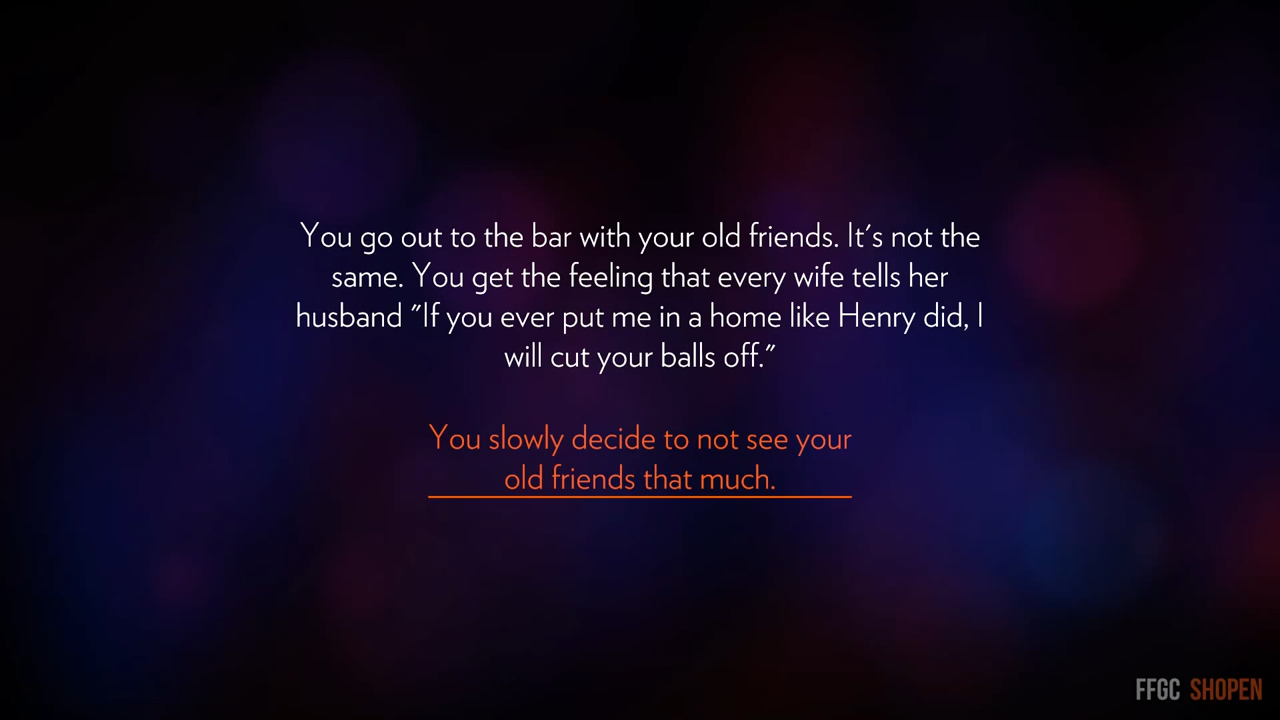 You go out to the bar with your old friends. It's not the
same. You get the feeling that every wife tells her
husband "If you ever put me in a home like Henry did, I
will cut your balls off."
You slowly decide to not see your
old friends that much.
FFGC SHOPEN